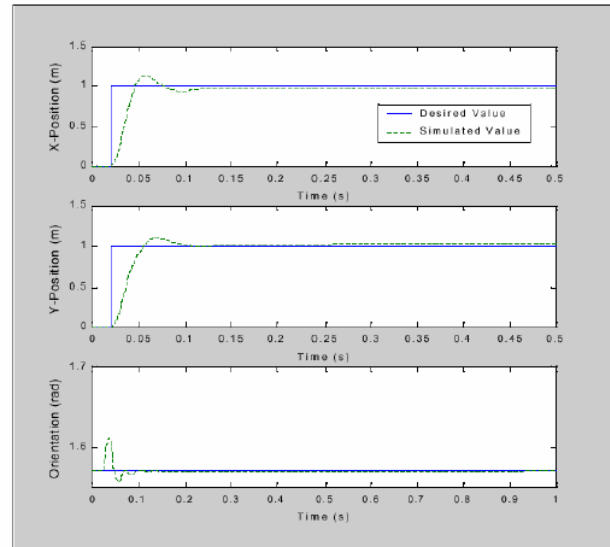 1.5
1
0.5
0
X-Position (m)
Desired Value
Simulated Value
0 0.05 0.1 0.15 0.2 0.25 0.3 0.35 0.4 0.45 0.5
Time (s)
1.5
1
0.5
0
Y-Position (m)
0 0.05 0.1 0.15 0.2 0.25 0.3 0.35 0.4 0.45 0.5
Time (s)
1.7
1.6
Orientation (rad)
0 0.1 0.2 0.3 0.4 0.5 0.6 0.7 0.8 0.9 1
Time (s)